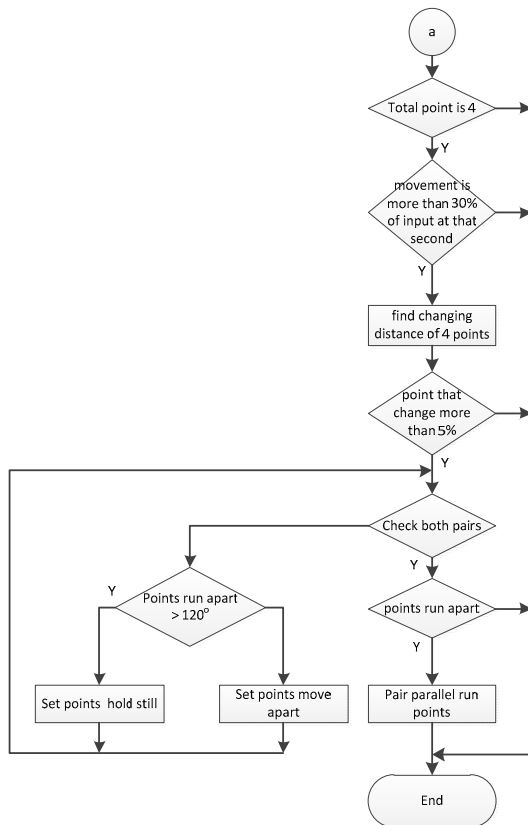 a
Total point is 4
Y
movement is
more than 30%
of input at that
second
Y
find changing
distance of 4 points
point that
change more
than 5%
Y
Check both pairs
Y
Y
Points run apart
> 120°
points run apart
Y
Set points hold still
Set points move
apart
Pair parallel run
points
End